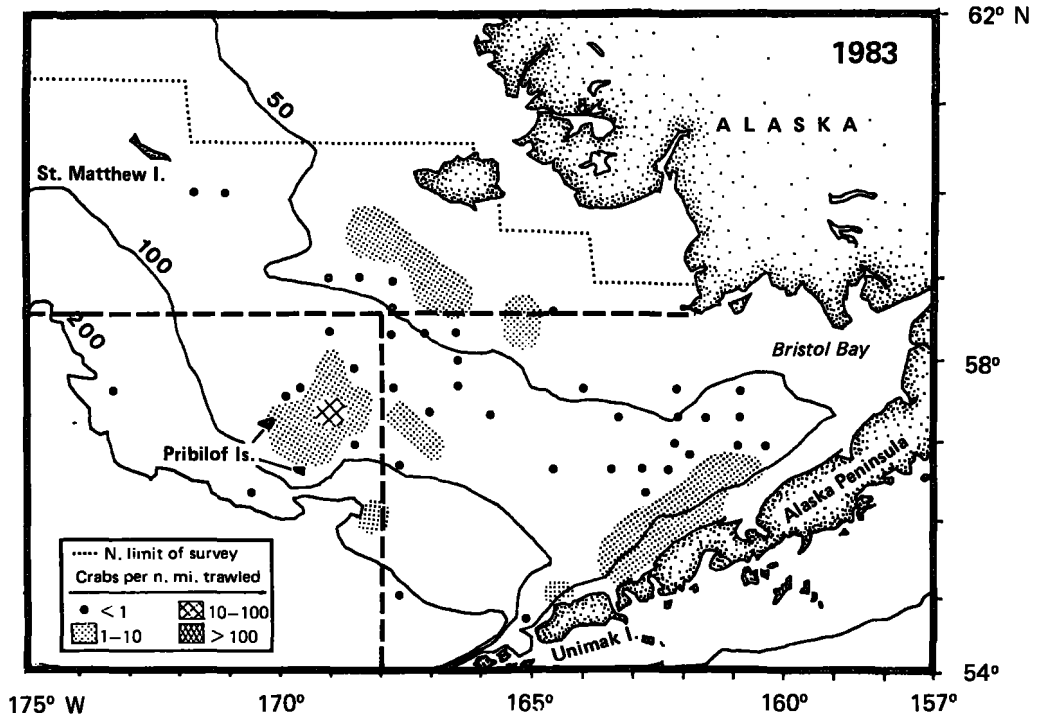 62° N
1983
50
A L A S K A
St. Matthew I.
100
200
Bristol Bay
58°
Pribilof Is.
Alaska Peninsula
N. limit of survey
Crabs per n. mi. trawled
< 1
10–100
1–10
> 100
Unimak I.
54°
175° W
170°
165°
160°
157°